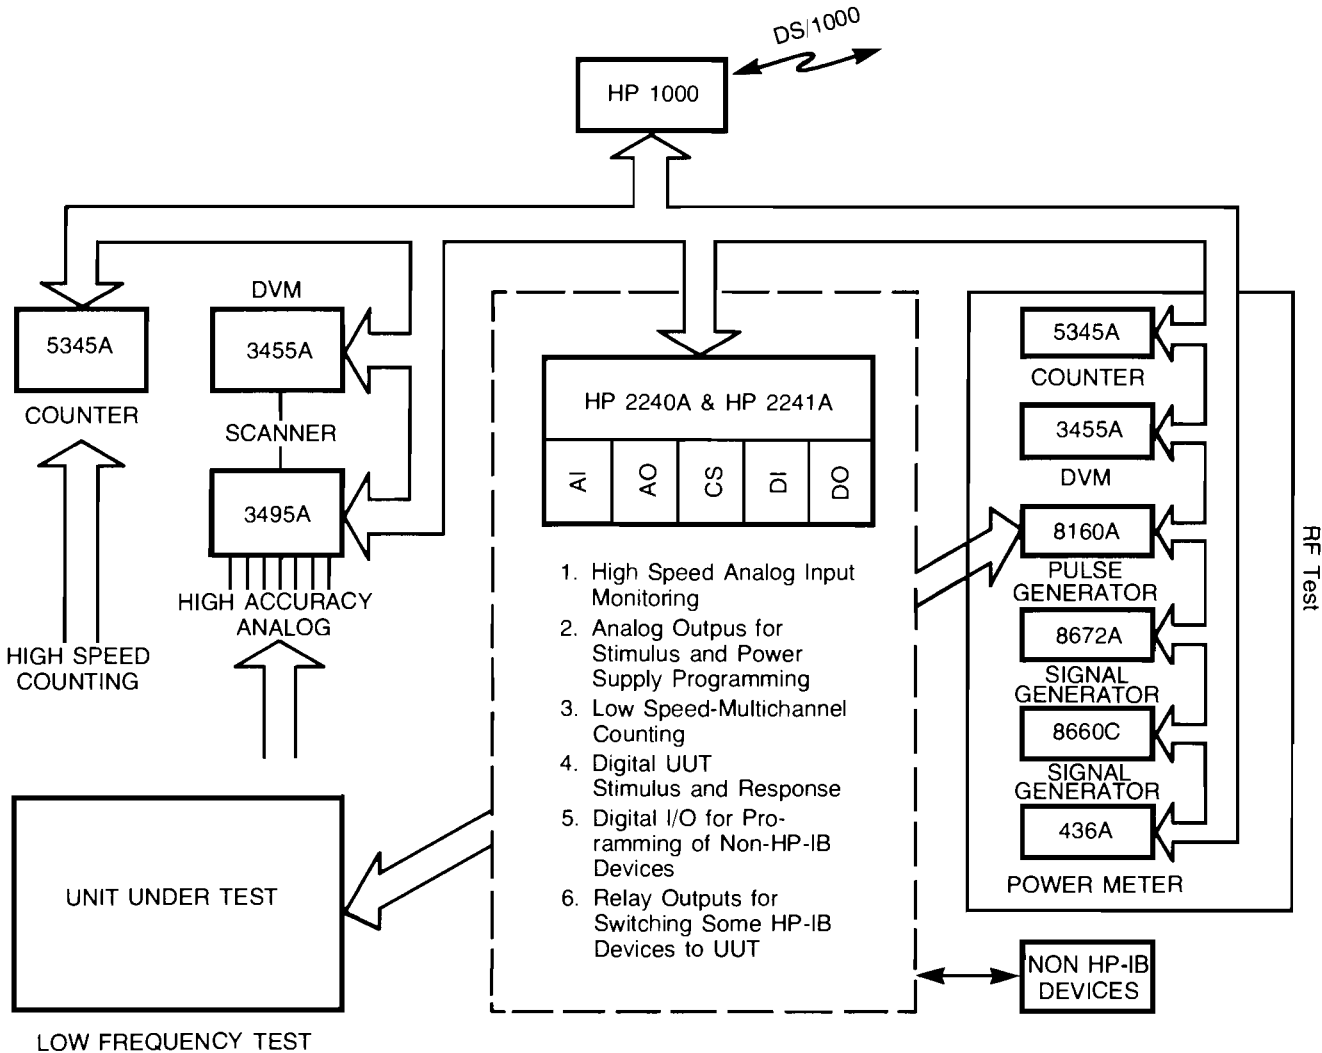 DS/1000
HP 1000
5345A
COUNTER
HIGH SPEED
COUNTING
DVM
3455A
SCANNER
3495A
HIGH ACCURACY
ANALOG
UNIT UNDER TEST
LOW FREQUENCY TEST
HP 2240A & HP 2241A
AI
AO
CS
DI
DO
1. High Speed Analog Input
Monitoring
2. Analog Outpus for
Stimulus and Power
Supply Programming
3. Low Speed-Multichannel
Counting
4. Digital UUT
Stimulus and Response
5. Digital I/O for Pro-
ramming of Non-HP-IB
Devices
6. Relay Outputs for
Switching Some HP-IB
Devices to UUT
5345A
COUNTER
3455A
DVM
8160A
PULSE
GENERATOR
8672A
SIGNAL
GENERATOR
8660C
SIGNAL
GENERATOR
436A
POWER METER
RF Test
NON HP-IB
DEVICES